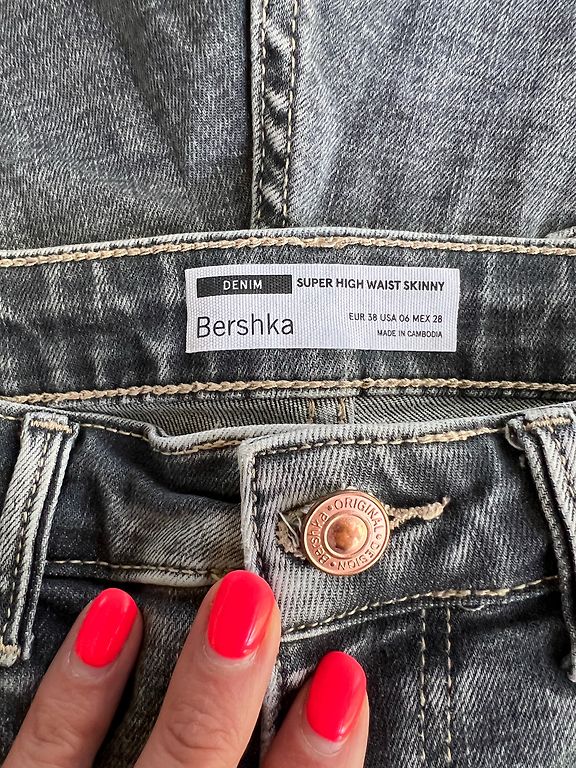 DENIM SUPER HIGH WAIST SKINNY
Bershka EUR 38 USA 06 MEX 28
MADE IN CAMBODIA
Bershka • ORIGINAL • DESIGN •